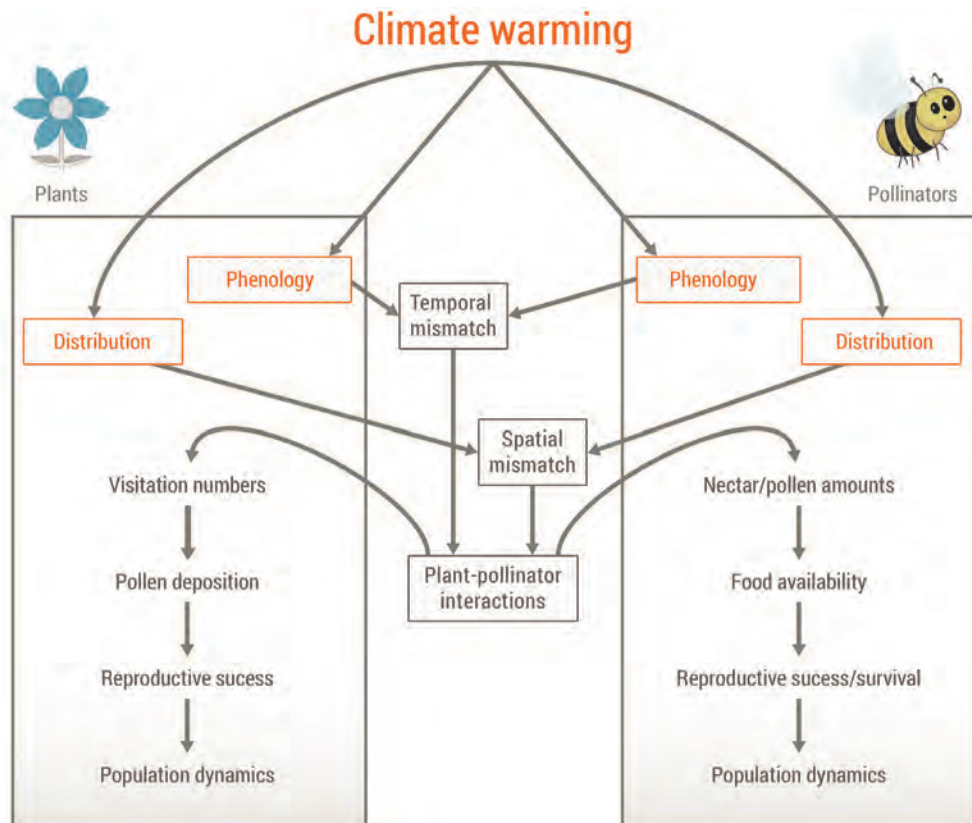 Climate warming
Plants
Pollinators
Phenology
Phenology
Temporal
mismatch
Distribution
Distribution
Spatial
mismatch
Visitation numbers
Nectar/pollen amounts
Plant-pollinator
interactions
Pollen deposition
Food availability
Reproductive sucess
Reproductive sucess/survival
Population dynamics
Population dynamics